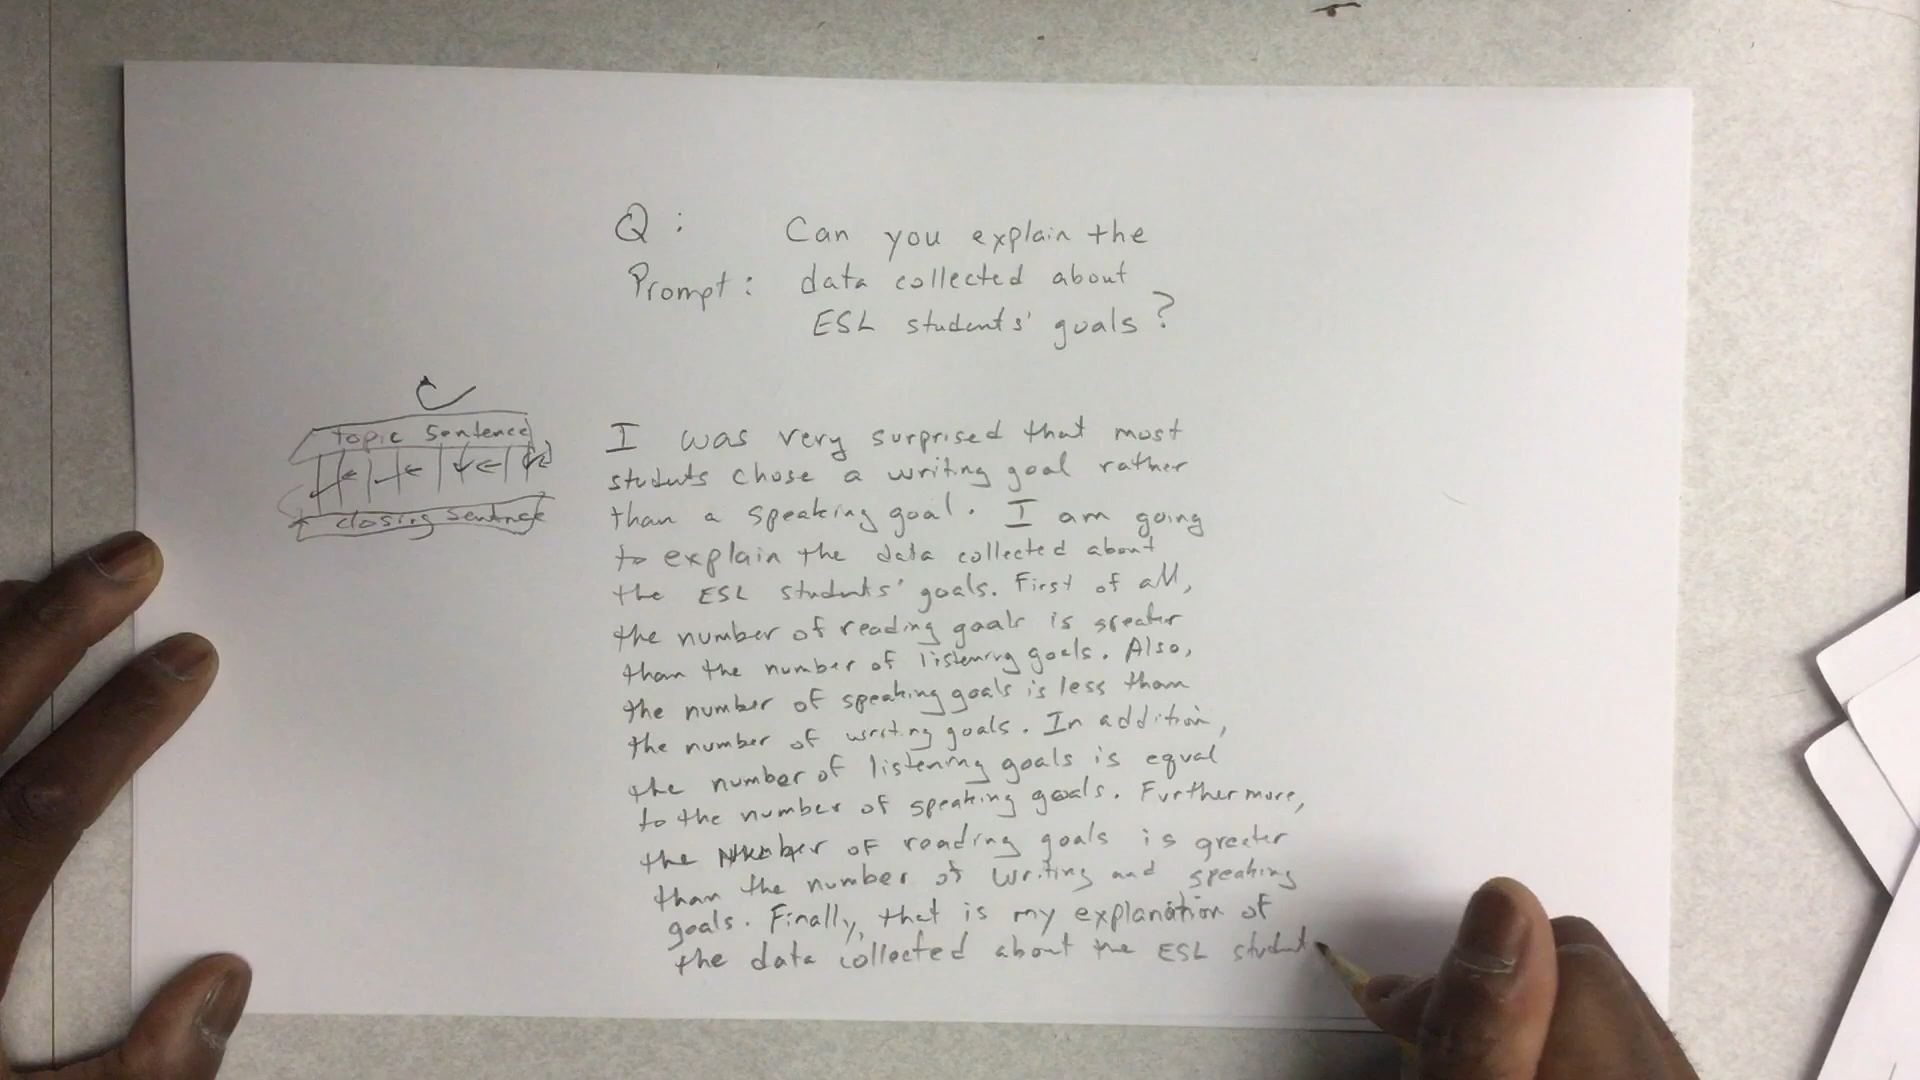 Q: Can you explain the
Prompt: data collected about
ESL students' goals?
C
topic sentence
closing sentence
I was very surprised that most
students chose a writing goal rather
than a speaking goal. I am going
to explain the data collected about
the ESL students' goals. First of all,
the number of reading goals is greater
than the number of listening goals. Also,
the number of speaking goals is less than
the number of writing goals. In addition,
the number of listening goals is equal
to the number of speaking goals. Furthermore,
the number of reading goals is greater
than the number of writing and speaking
goals. Finally, that is my explanation of
the data collected about the ESL student